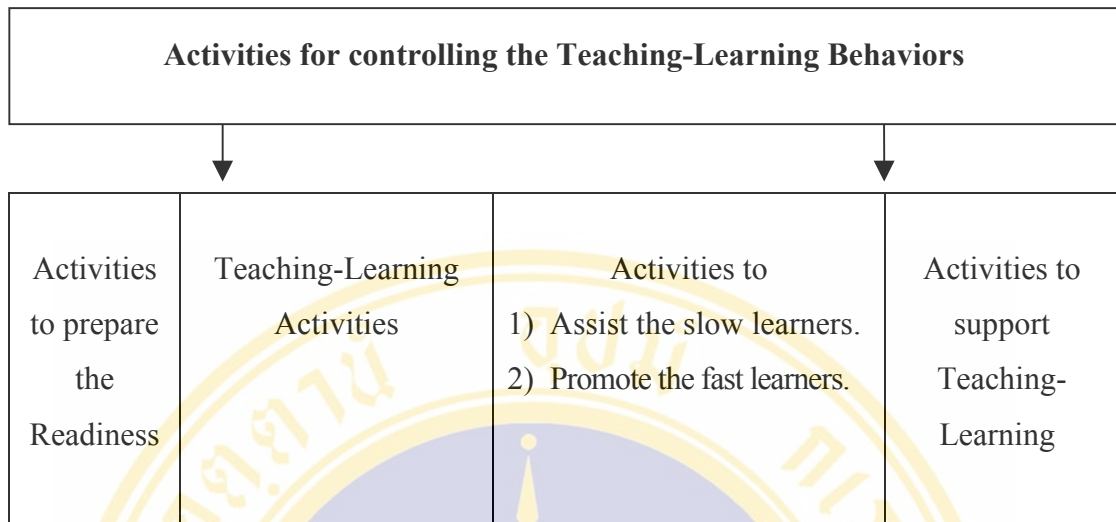 Activities for controlling the Teaching-Learning Behaviors
Activities
to prepare
the
Readiness
Teaching-Learning
Activities
Activities to
1) Assist the slow learners.
2) Promote the fast learners.
Activities to
support
Teaching-
Learning